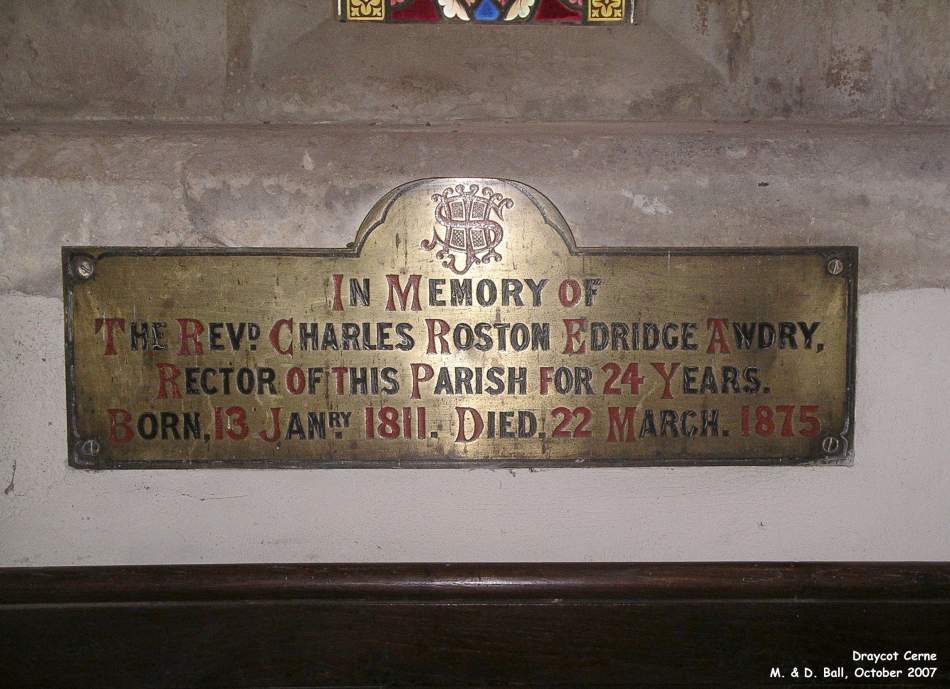 IHS
IN MEMORY OF
THE REVD. CHARLES ROSTON EDRIDGE AWDRY,
RECTOR OF THIS PARISH FOR 24 YEARS.
BORN, 13 JANRY. 1811. DIED, 22 MARCH. 1875
Draycot Cerne
M. & D. Ball, October 2007